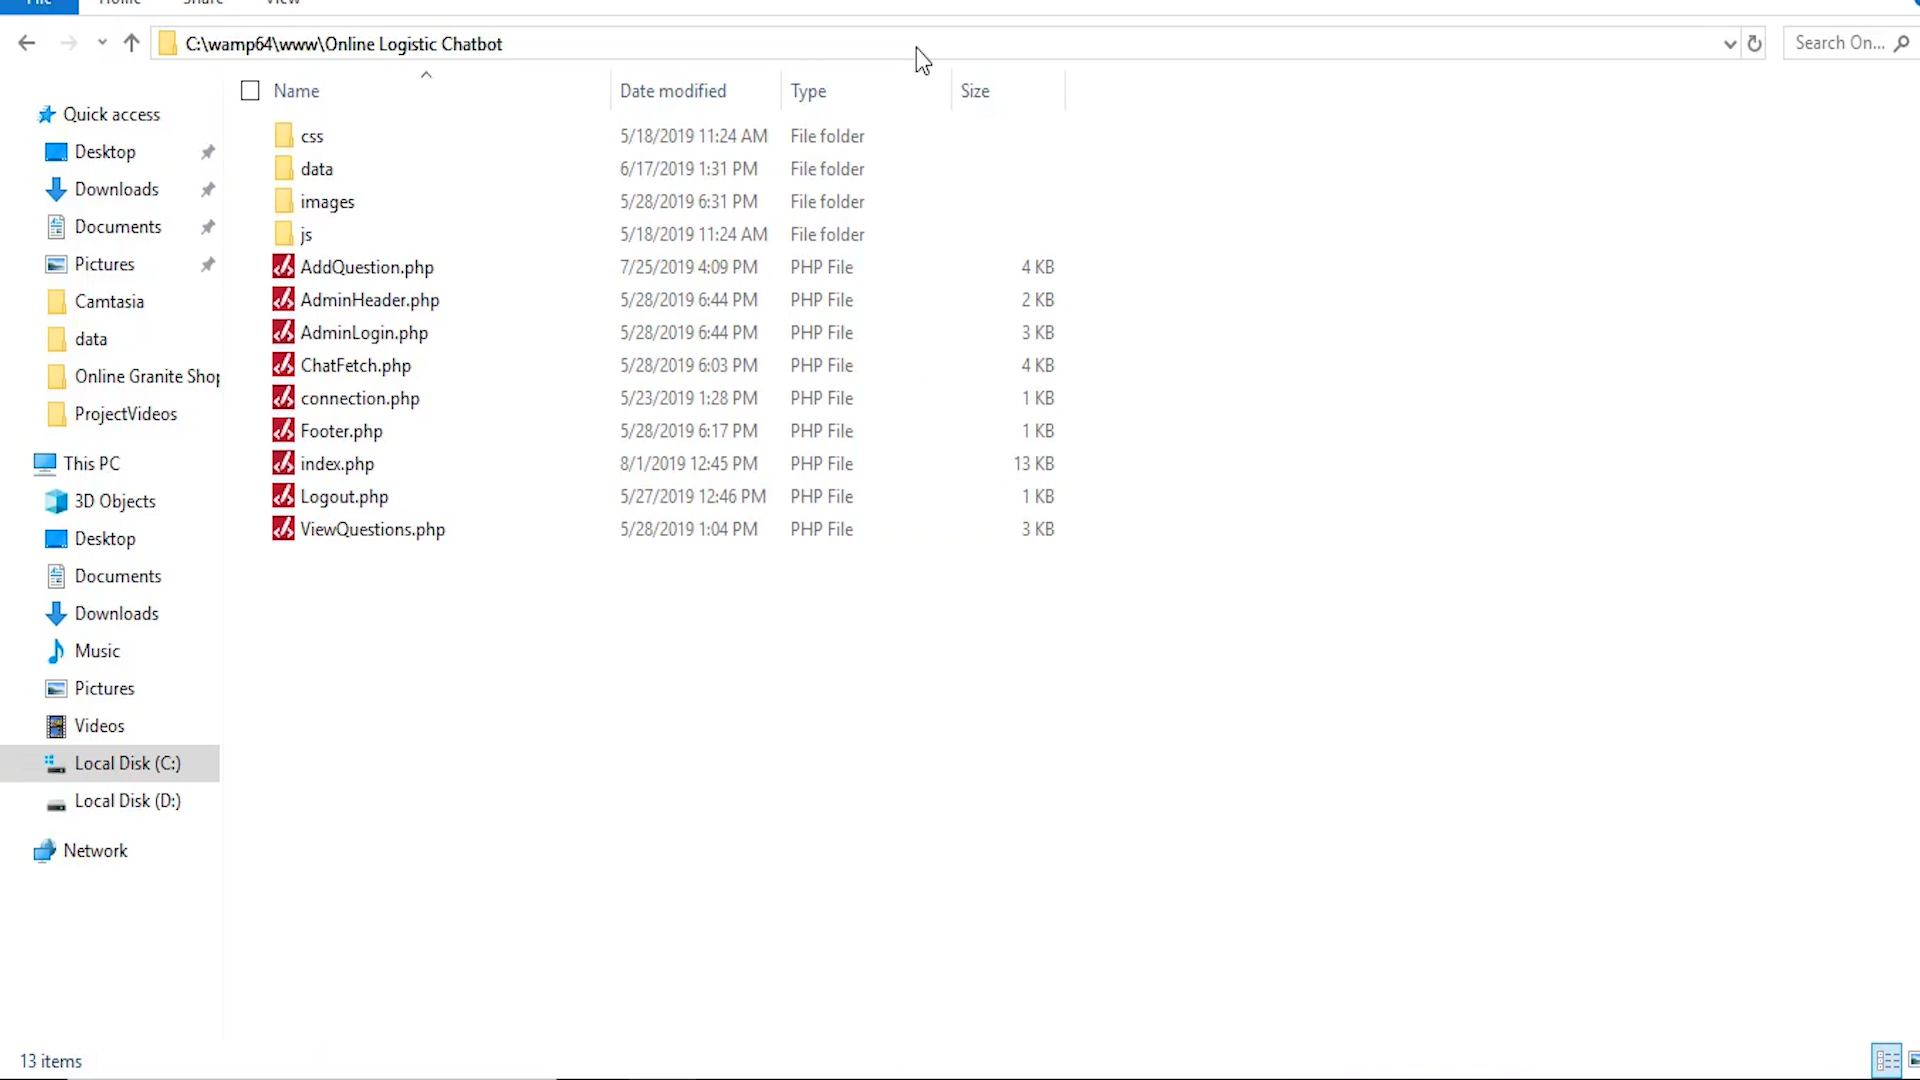 File Home Share View
C:\wamp64\www\Online Logistic Chatbot
Search On...
Name Date modified Type Size
Quick access
Desktop
Downloads
Documents
Pictures
Camtasia
data
Online Granite Shop
ProjectVideos
This PC
3D Objects
Desktop
Documents
Downloads
Music
Pictures
Videos
Local Disk (C:)
Local Disk (D:)
Network
css 5/18/2019 11:24 AM File folder
data 6/17/2019 1:31 PM File folder
images 5/28/2019 6:31 PM File folder
js 5/18/2019 11:24 AM File folder
AddQuestion.php 7/25/2019 4:09 PM PHP File 4 KB
AdminHeader.php 5/28/2019 6:44 PM PHP File 2 KB
AdminLogin.php 5/28/2019 6:44 PM PHP File 3 KB
ChatFetch.php 5/28/2019 6:03 PM PHP File 4 KB
connection.php 5/23/2019 1:28 PM PHP File 1 KB
Footer.php 5/28/2019 6:17 PM PHP File 1 KB
index.php 8/1/2019 12:45 PM PHP File 13 KB
Logout.php 5/27/2019 12:46 PM PHP File 1 KB
ViewQuestions.php 5/28/2019 1:04 PM PHP File 3 KB
13 items